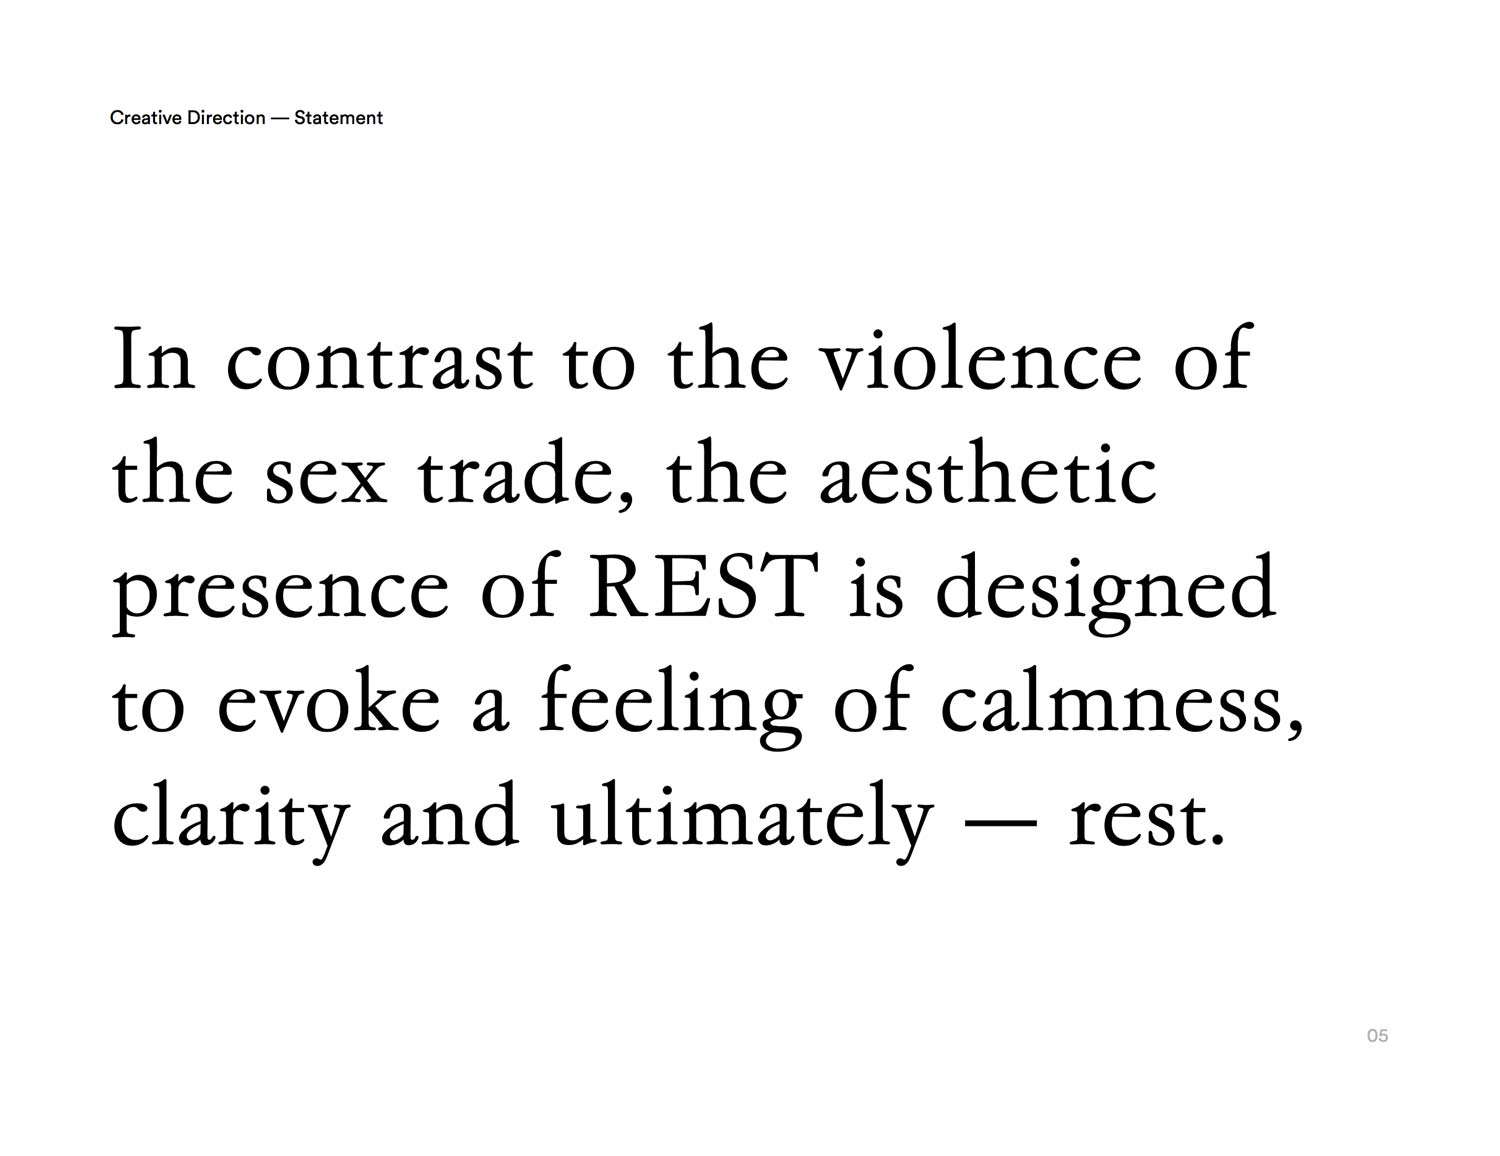 Creative Direction — Statement
In contrast to the violence of
the sex trade, the aesthetic
presence of REST is designed
to evoke a feeling of calmness,
clarity and ultimately — rest.
05